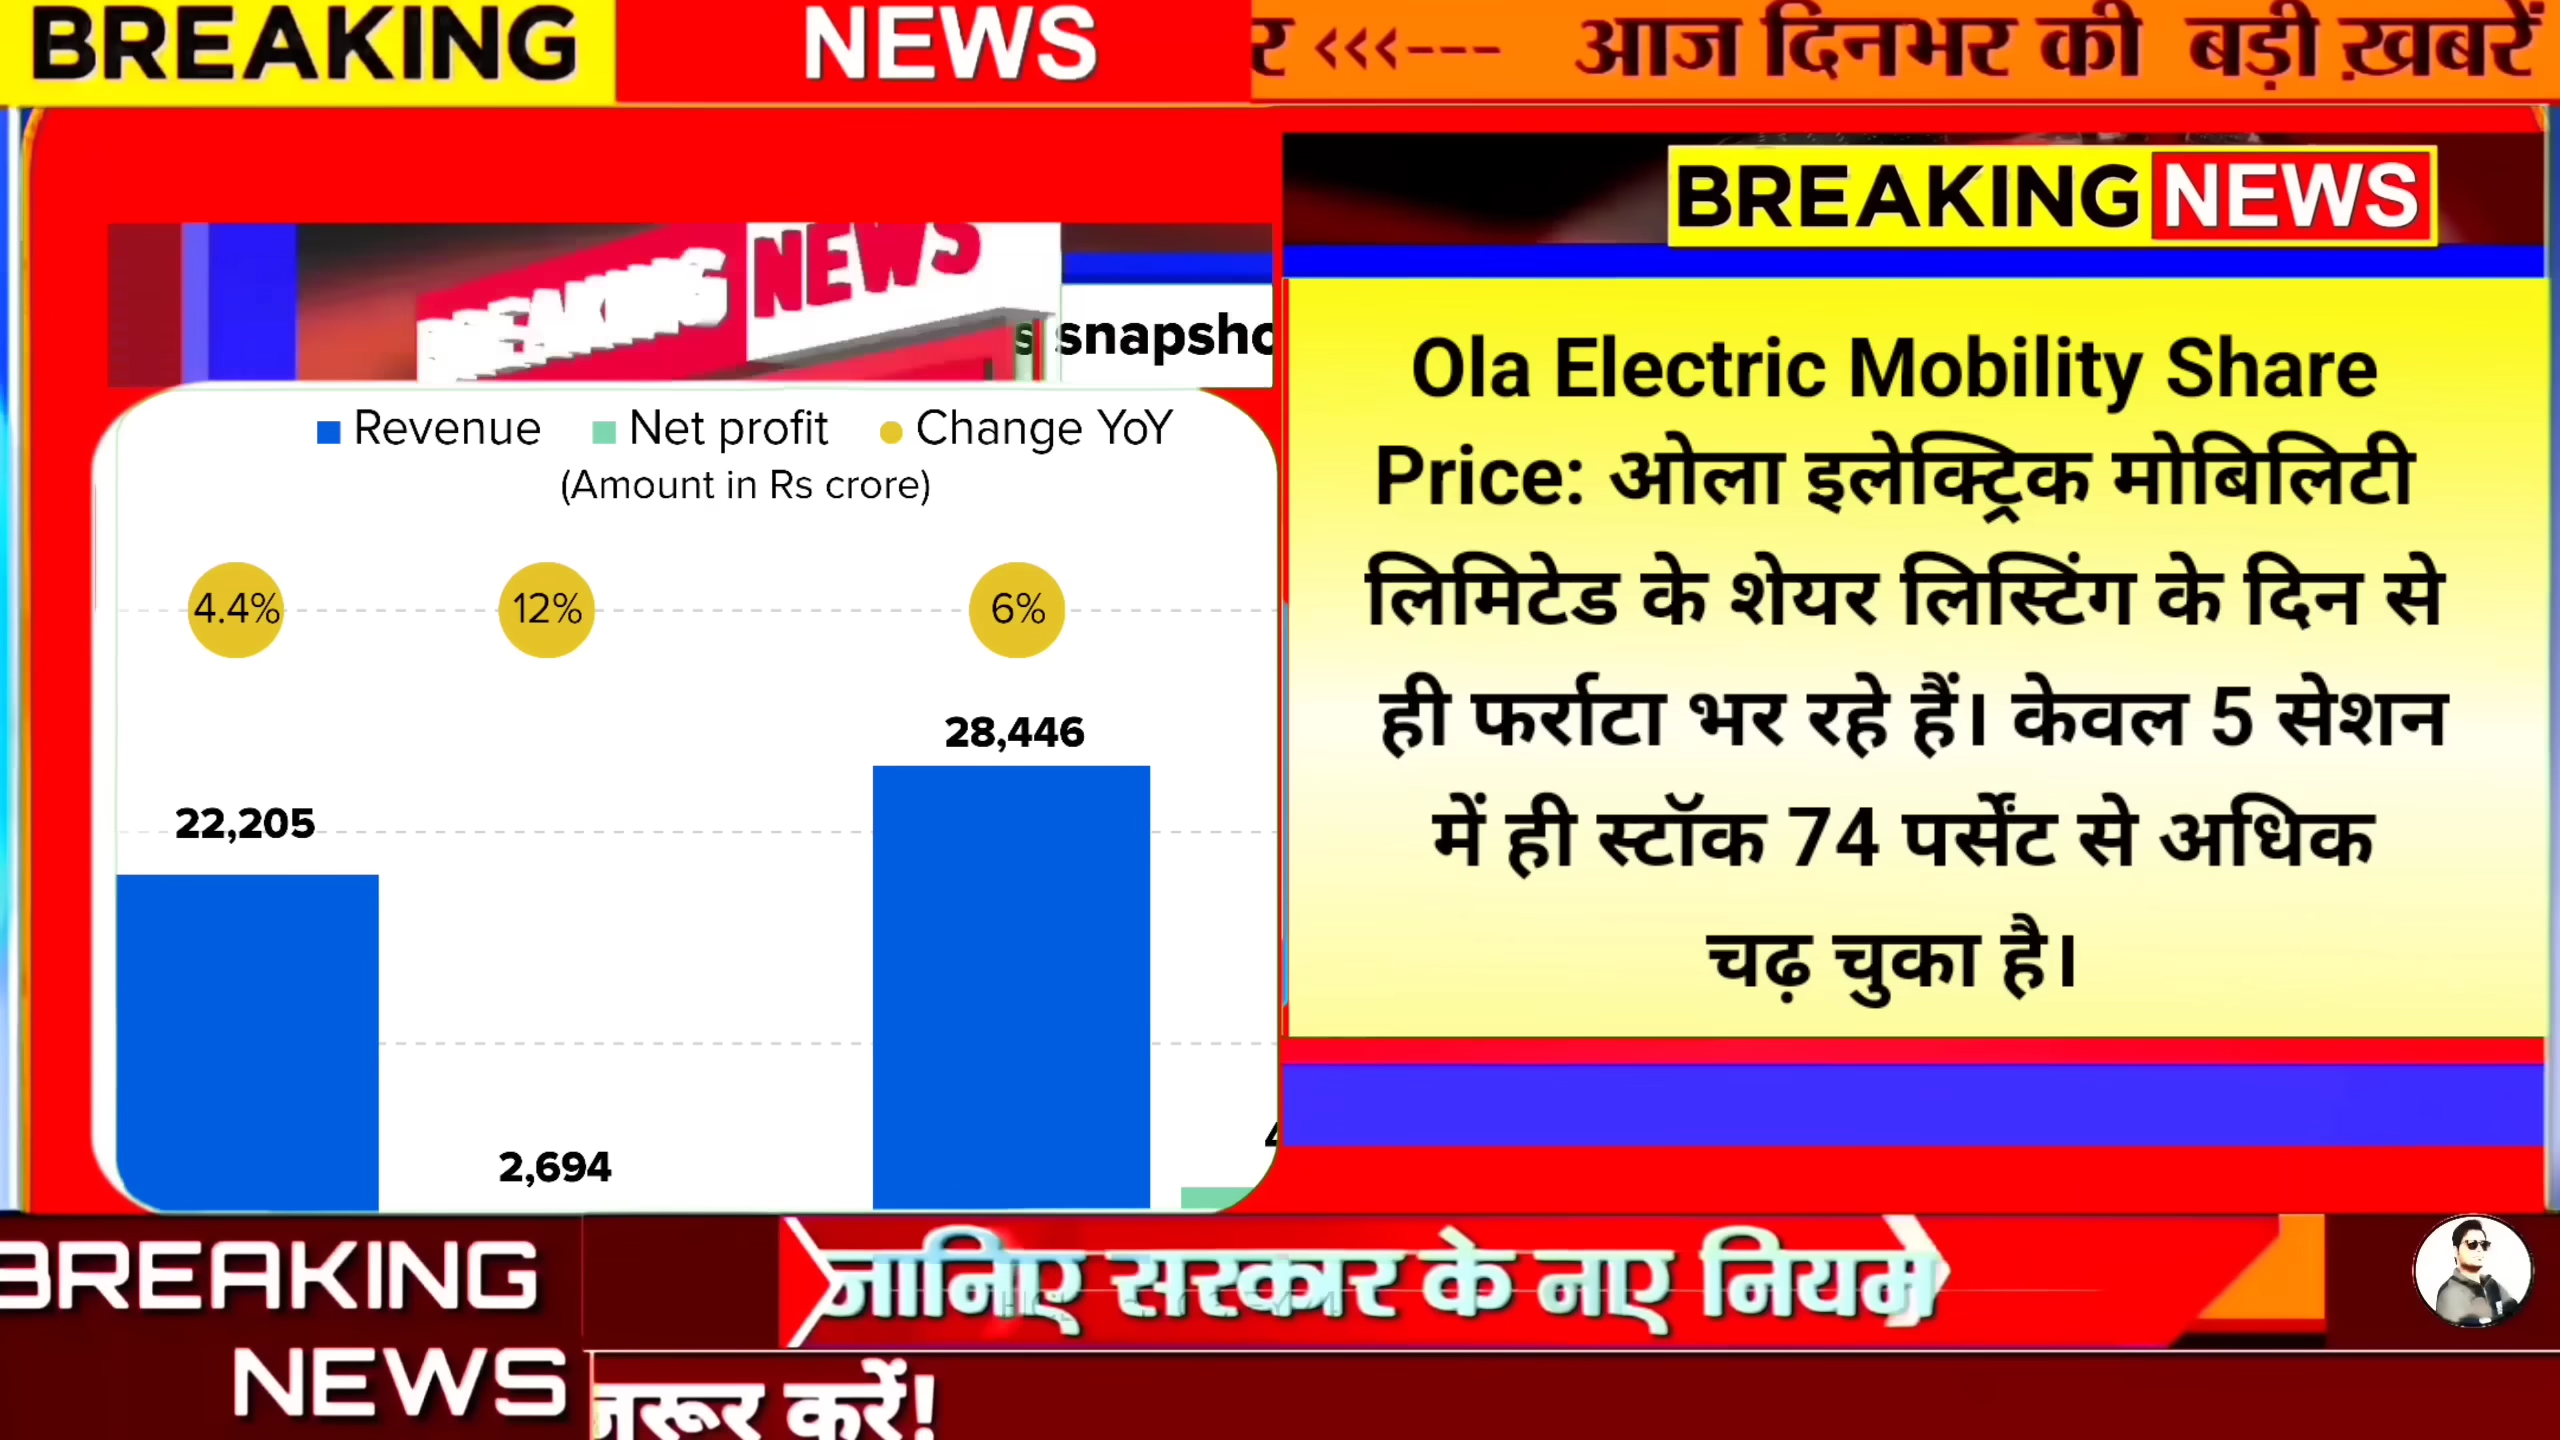 BREAKING NEWS
र <<<--- आज दिनभर की बड़ी ख़बरें
BREAKING NEWS
BREAKING NEWS
snapsho
Revenue Net profit Change YoY
(Amount in Rs crore)
4.4% 12% 6%
28,446
22,205
2,694
Ola Electric Mobility Share
Price: ओला इलेक्ट्रिक मोबिलिटी
लिमिटेड के शेयर लिस्टिंग के दिन से
ही फर्राटा भर रहे हैं। केवल 5 सेशन
में ही स्टॉक 74 पर्सेंट से अधिक
चढ़ चुका है।
BREAKING
NEWS
जानिए सरकार के नए नियम
जरूर करें!